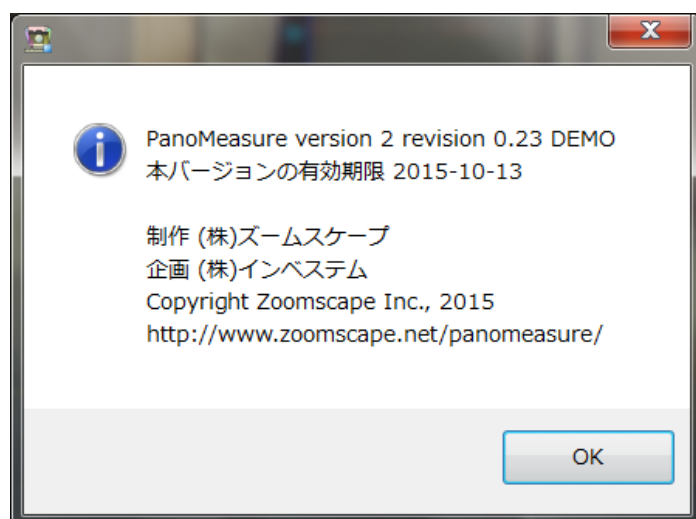 PanoMeasure version 2 revision 0.23 DEMO
本バージョンの有効期限 2015-10-13
制作 (株)ズームスケープ
企画 (株)インベステム
Copyright Zoomscape Inc., 2015
http://www.zoomscape.net/panomeasure/
OK